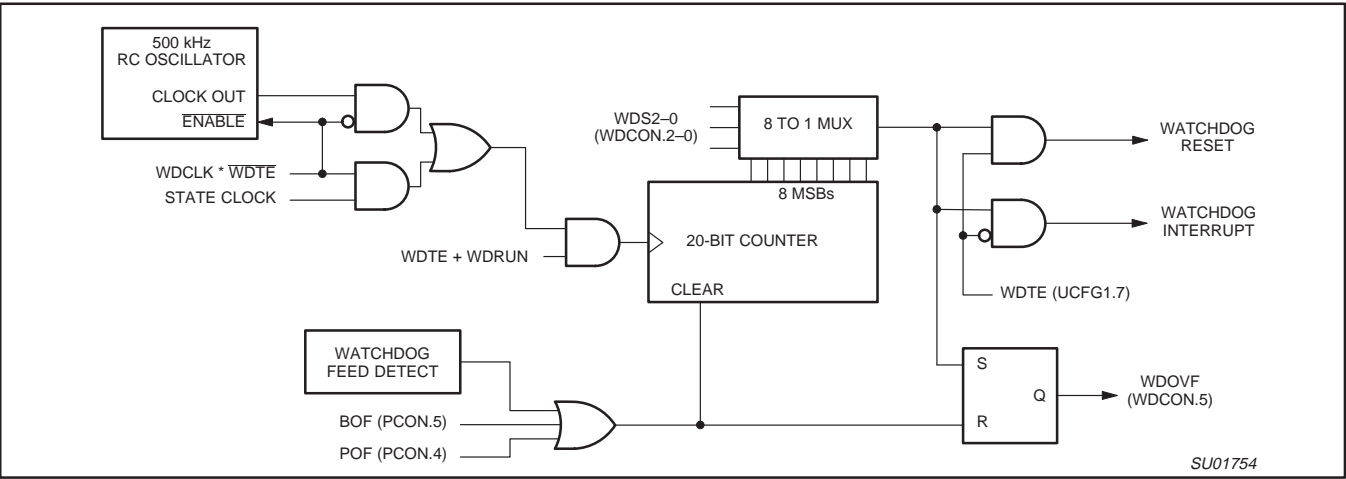 500 kHz
RC OSCILLATOR
CLOCK OUT
ENABLE
WDCLK * WDTE
STATE CLOCK
WDS2–0
(WDCON.2–0)
8 TO 1 MUX
8 MSBs
WATCHDOG
RESET
WATCHDOG
INTERRUPT
20-BIT COUNTER
WDTE + WDRUN
CLEAR
WDTE (UCFG1.7)
WATCHDOG
FEED DETECT
BOF (PCON.5)
POF (PCON.4)
S
Q
R
WDOVF
(WDCON.5)
SU01754